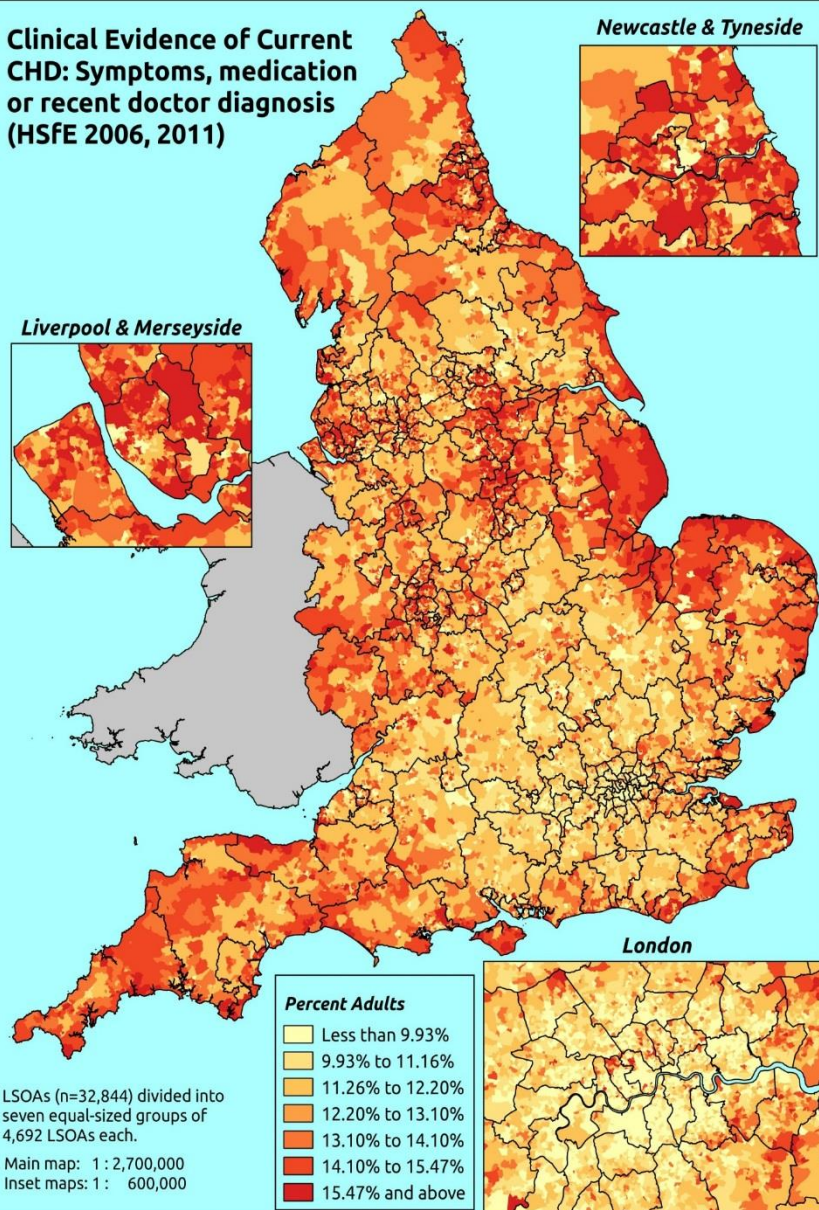 Clinical Evidence of Current
CHD: Symptoms, medication
or recent doctor diagnosis
(HSfE 2006, 2011)
Newcastle & Tyneside
Liverpool & Merseyside
London
Percent Adults
Less than 9.93%
9.93% to 11.16%
11.26% to 12.20%
12.20% to 13.10%
13.10% to 14.10%
14.10% to 15.47%
15.47% and above
LSOAs (n=32,844) divided into
seven equal-sized groups of
4,692 LSOAs each.
Main map: 1 : 2,700,000
Inset maps: 1 : 600,000